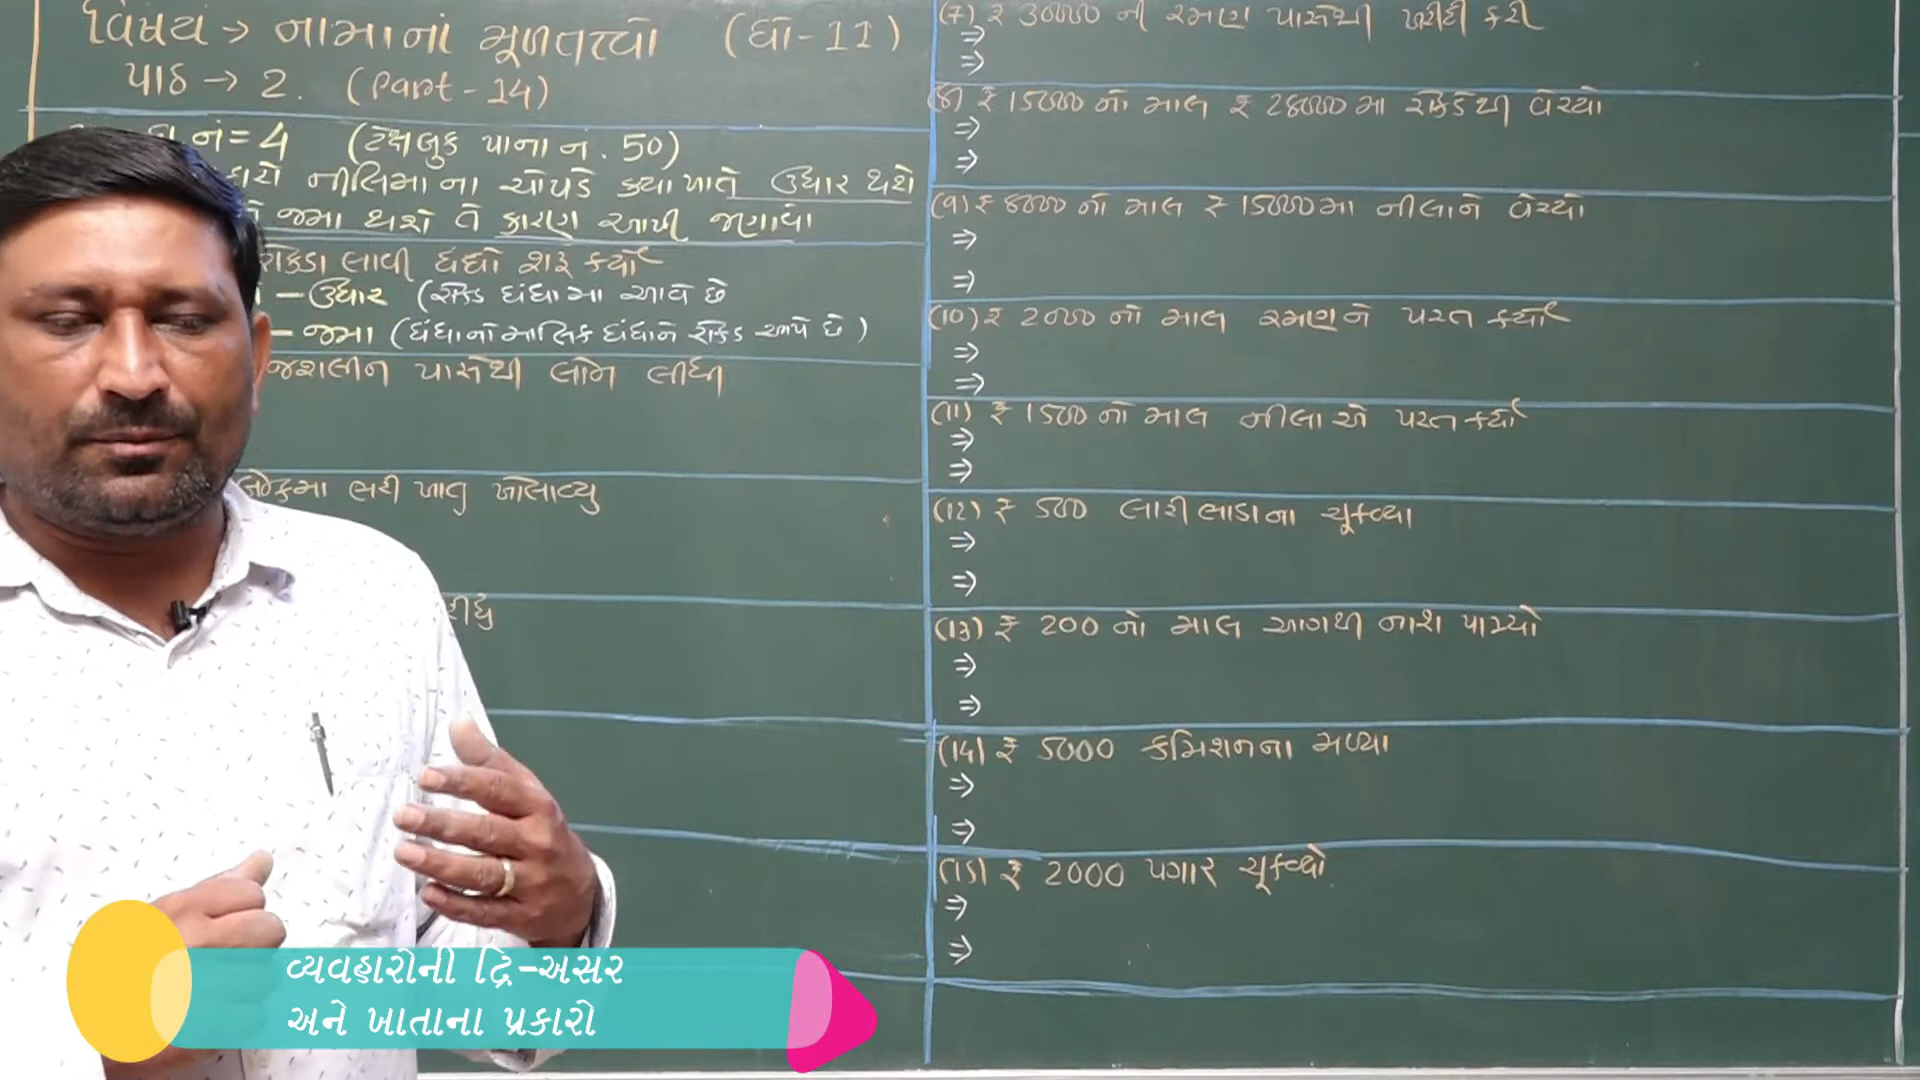 વિષય → નામાનાં મૂળતત્વો (ધો-11)
પાઠ → 2. (Part-14)
નં = 4 (ટેક્ષબુક પાના નં. 50)
નીલિમાના ચોપડે કયા ખાતે ઉધાર થશે
જમા થશે તે કારણ આપી જણાવો
રોકડા લાવી ધંધો શરૂ કર્યો
– ઉધાર (રોકડ ધંધામા આવે છે
– જમા (ધંધાનો માલિક ધંધાને રોકડ આપે છે)
જશલીન પાસેથી લોન લીધી
બેંકમા ભરી ખાતુ ખોલાવ્યુ
(7) ₹ 30000 ની રમણ પાસેથી ખરીદી કરી
⇒
⇒
(8) ₹ 15000 નો માલ ₹ 28000 મા રોકડેથી વેચ્યો
⇒
⇒
(9) ₹ 8000 નો માલ ₹ 15000 મા નીલાને વેચ્યો
⇒
⇒
(10) ₹ 2000 નો માલ રમણને પરત કર્યો
⇒
⇒
(11) ₹ 1500 નો માલ નીલાએ પરત કર્યો
⇒
⇒
(12) ₹ 500 લારીભાડાના ચૂકવ્યા
⇒
⇒
(13) ₹ 200 નો માલ આગથી નાશ પામ્યો
⇒
⇒
(14) ₹ 5000 કમિશનના મળ્યા
⇒
⇒
(15) ₹ 2000 પગાર ચૂકવ્યો
⇒
⇒
વ્યવહારોની દ્રિ-અસર
અને ખાતાના પ્રકારો